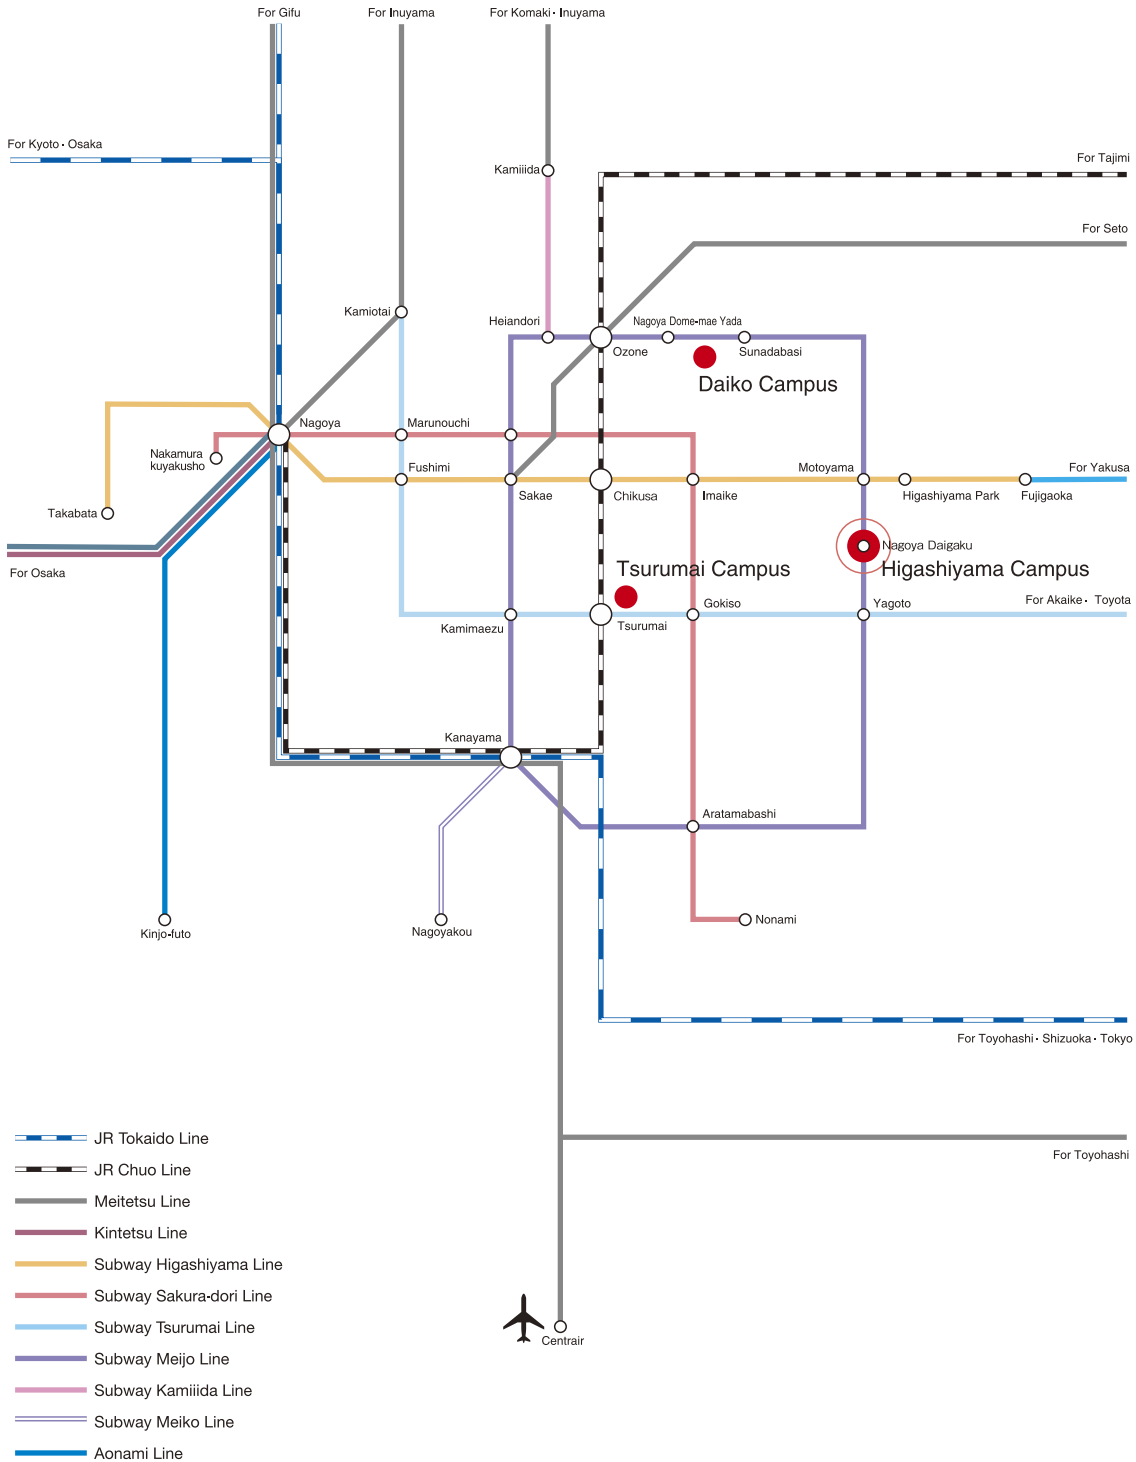 For Gifu
For Inuyama
For Komaki · Inuyama
For Kyoto · Osaka
For Tajimi
Kamiiida
For Seto
Kamiotai
Heiandori
Nagoya Dome-mae Yada
Ozone
Sunadabasi
Daiko Campus
Nagoya
Marunouchi
Nakamura
kuyakusho
Fushimi
Motoyama
For Yakusa
Sakae
Chikusa
Imaike
Higashiyama Park
Fujigaoka
Takabata
Nagoya Daigaku
For Osaka
Tsurumai Campus
Higashiyama Campus
Gokiso
Yagoto
For Akaike · Toyota
Kamimaezu
Tsurumai
Kanayama
Aratamabashi
Kinjo-futo
Nagoyakou
Nonami
For Toyohashi · Shizuoka · Tokyo
JR Tokaido Line
For Toyohashi
JR Chuo Line
Meitetsu Line
Kintetsu Line
Subway Higashiyama Line
Subway Sakura-dori Line
Subway Tsurumai Line
Centrair
Subway Meijo Line
Subway Kamiiida Line
Subway Meiko Line
Aonami Line